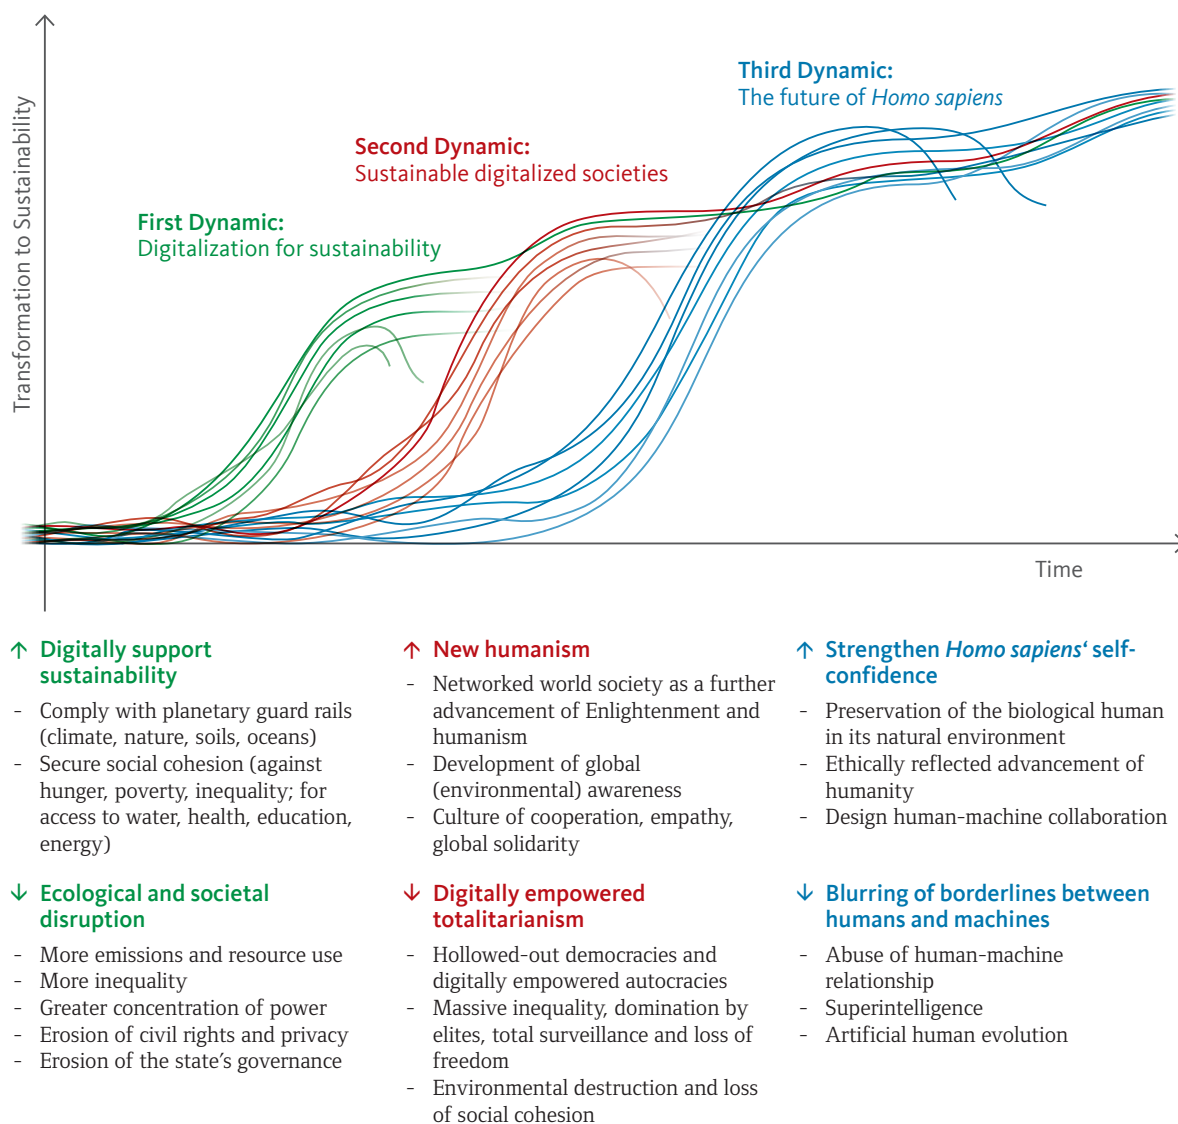 Transformation to Sustainability
Third Dynamic:
The future of Homo sapiens
Second Dynamic:
Sustainable digitalized societies
First Dynamic:
Digitalization for sustainability
Time
↑ Digitally support
sustainability
- Comply with planetary guard rails
(climate, nature, soils, oceans)
- Secure social cohesion (against
hunger, poverty, inequality; for
access to water, health, education,
energy)
↑ New humanism
- Networked world society as a further
advancement of Enlightenment and
humanism
- Development of global
(environmental) awareness
- Culture of cooperation, empathy,
global solidarity
↑ Strengthen Homo sapiens‘ self-
confidence
- Preservation of the biological human
in its natural environment
- Ethically reflected advancement of
humanity
- Design human-machine collaboration
↓ Ecological and societal
disruption
- More emissions and resource use
- More inequality
- Greater concentration of power
- Erosion of civil rights and privacy
- Erosion of the state’s governance
↓ Digitally empowered
totalitarianism
- Hollowed-out democracies and
digitally empowered autocracies
- Massive inequality, domination by
elites, total surveillance and loss of
freedom
- Environmental destruction and loss
of social cohesion
↓ Blurring of borderlines between
humans and machines
- Abuse of human-machine
relationship
- Superintelligence
- Artificial human evolution